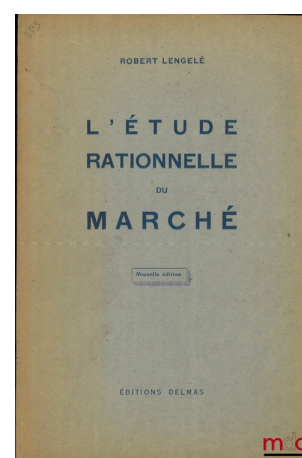 ROBERT LENGELÉ
L'ÉTUDE
RATIONNELLE
DU
MARCHÉ
Nouvelle édition
ÉDITIONS DELMAS